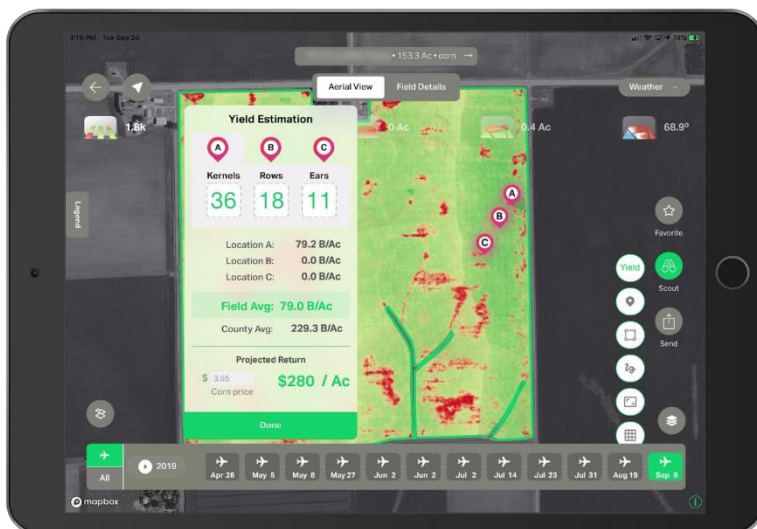 3:18 PM Tue Sep 24
74%
• 153.3 Ac • corn →
Aerial View
Field Details
Weather
1.8k
0 Ac
0.4 Ac
68.9°
Legend
Yield Estimation
A B C
Kernels Rows Ears
36 18 11
Location A: 79.2 B/Ac
Location B: 0.0 B/Ac
Location C: 0.0 B/Ac
Field Avg: 79.0 B/Ac
County Avg: 229.3 B/Ac
Projected Return
$ 3.55 $280 / Ac
Corn price
Done
A
B
C
Favorite
Yield
Scout
Send
All
2019
Apr 26 May 5 May 8 May 27 Jun 2 Jun 2 Jul 2 Jul 14 Jul 23 Jul 31 Aug 19 Sep 9
mapbox